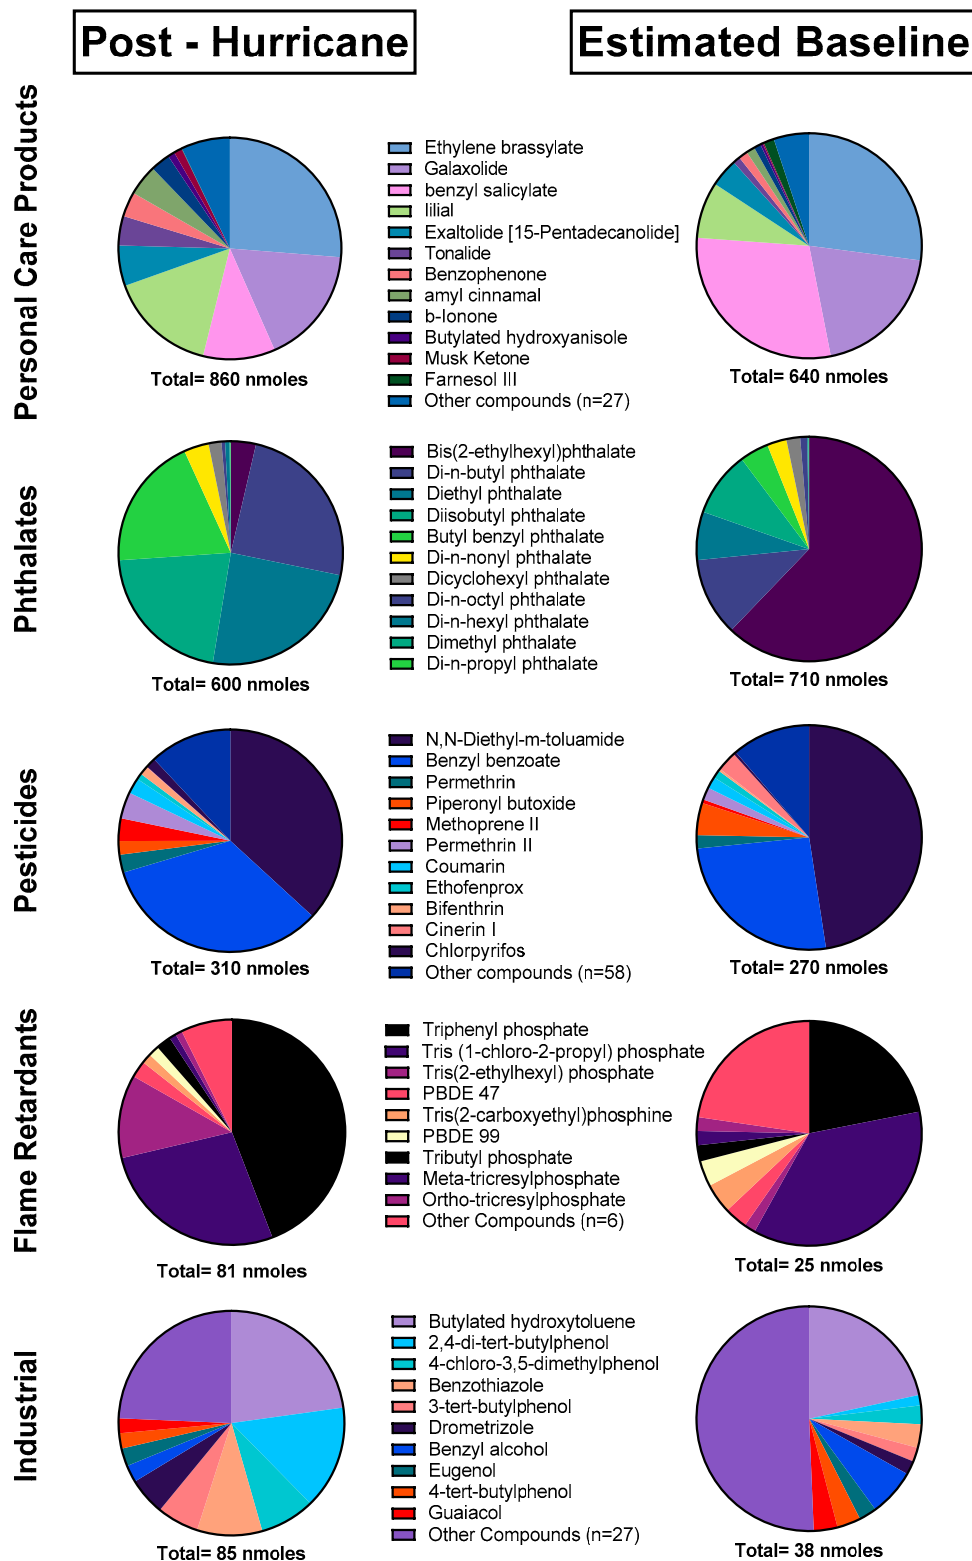 Post - Hurricane
Estimated Baseline
Personal Care Products
Ethylene brassylate
Galaxolide
benzyl salicylate
lilial
Exaltolide [15-Pentadecanolide]
Tonalide
Benzophenone
amyl cinnamal
b-Ionone
Butylated hydroxyanisole
Musk Ketone
Farnesol III
Other compounds (n=27)
Total= 860 nmoles
Total= 640 nmoles
Phthalates
Bis(2-ethylhexyl)phthalate
Di-n-butyl phthalate
Diethyl phthalate
Diisobutyl phthalate
Butyl benzyl phthalate
Di-n-nonyl phthalate
Dicyclohexyl phthalate
Di-n-octyl phthalate
Di-n-hexyl phthalate
Dimethyl phthalate
Di-n-propyl phthalate
Total= 600 nmoles
Total= 710 nmoles
Pesticides
N,N-Diethyl-m-toluamide
Benzyl benzoate
Permethrin
Piperonyl butoxide
Methoprene II
Permethrin II
Coumarin
Ethofenprox
Bifenthrin
Cinerin I
Chlorpyrifos
Other compounds (n=58)
Total= 310 nmoles
Total= 270 nmoles
Flame Retardants
Triphenyl phosphate
Tris (1-chloro-2-propyl) phosphate
Tris(2-ethylhexyl) phosphate
PBDE 47
Tris(2-carboxyethyl)phosphine
PBDE 99
Tributyl phosphate
Meta-tricresylphosphate
Ortho-tricresylphosphate
Other Compounds (n=6)
Total= 81 nmoles
Total= 25 nmoles
Industrial
Butylated hydroxytoluene
2,4-di-tert-butylphenol
4-chloro-3,5-dimethylphenol
Benzothiazole
3-tert-butylphenol
Drometrizole
Benzyl alcohol
Eugenol
4-tert-butylphenol
Guaiacol
Other Compounds (n=27)
Total= 85 nmoles
Total= 38 nmoles